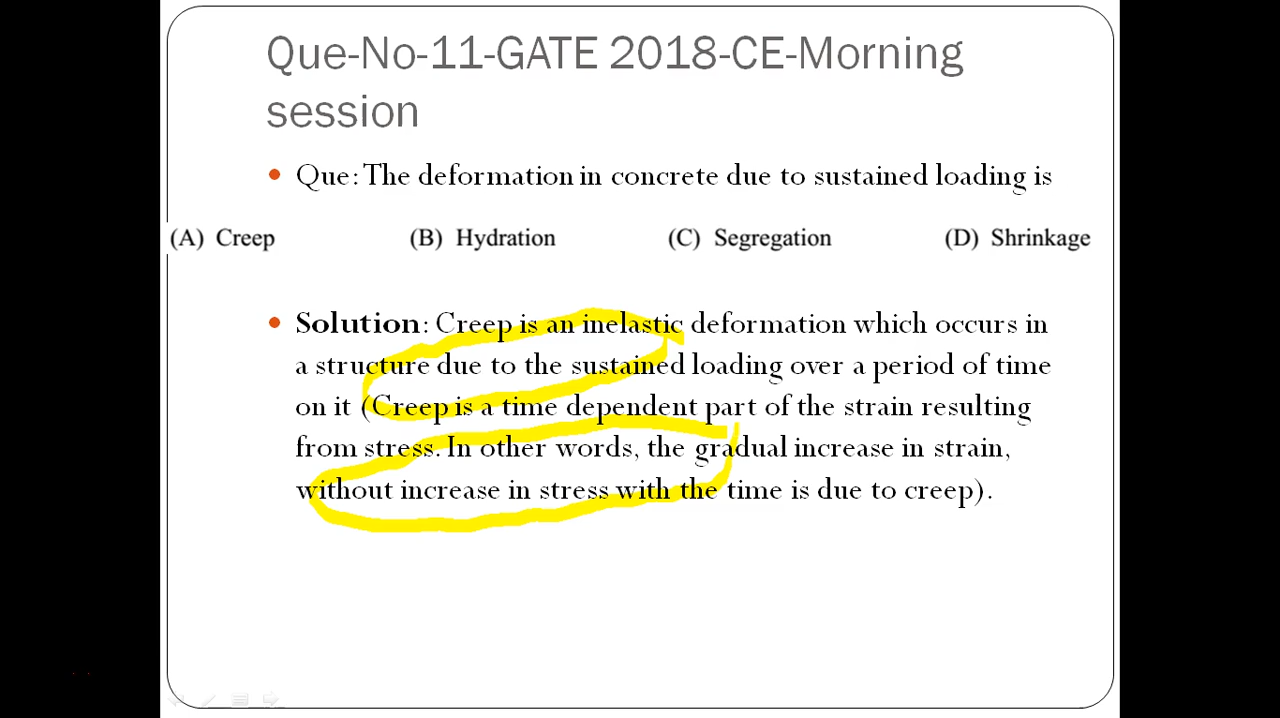 Que-No-11-GATE 2018-CE-Morning
session
Que: The deformation in concrete due to sustained loading is
(A) Creep (B) Hydration (C) Segregation (D) Shrinkage
Solution: Creep is an inelastic deformation which occurs in
a structure due to the sustained loading over a period of time
on it (Creep is a time dependent part of the strain resulting
from stress. In other words, the gradual increase in strain,
without increase in stress with the time is due to creep).